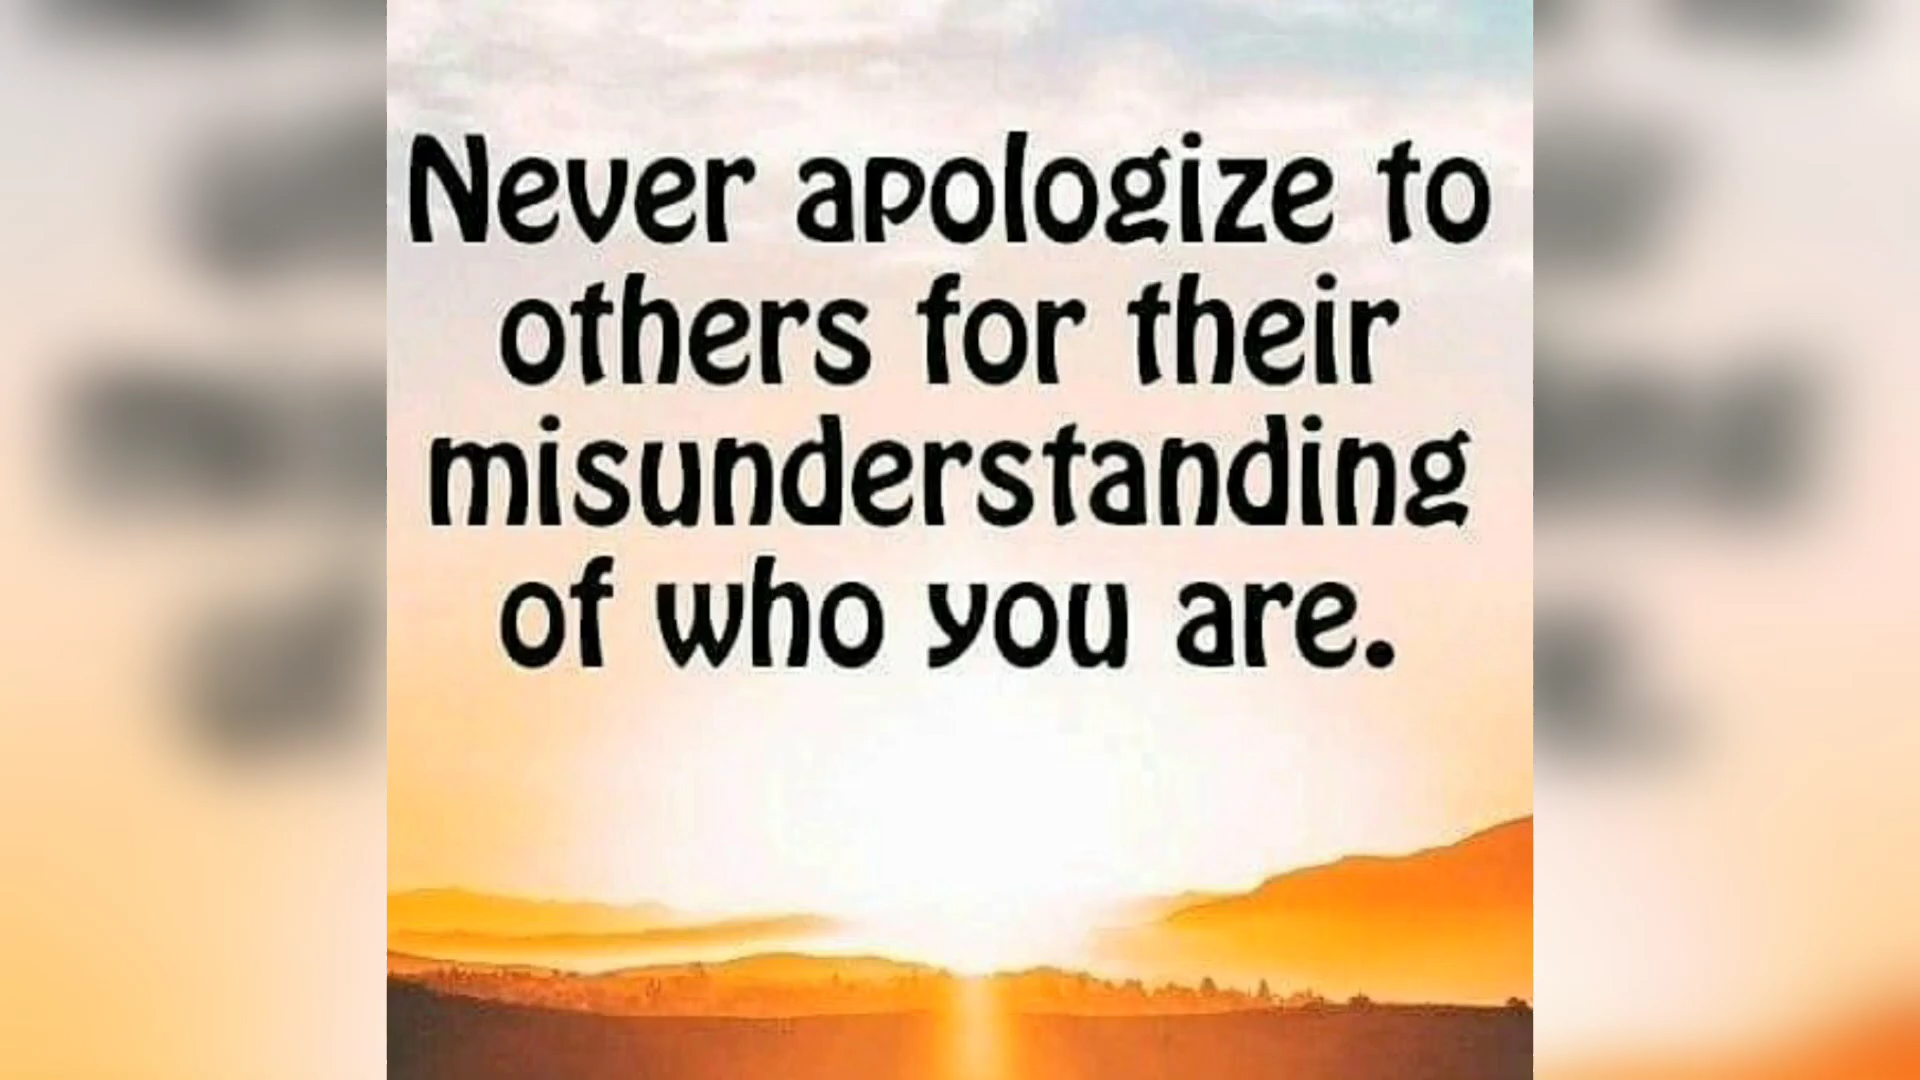 Never apologize to
others for their
misunderstanding
of who you are.